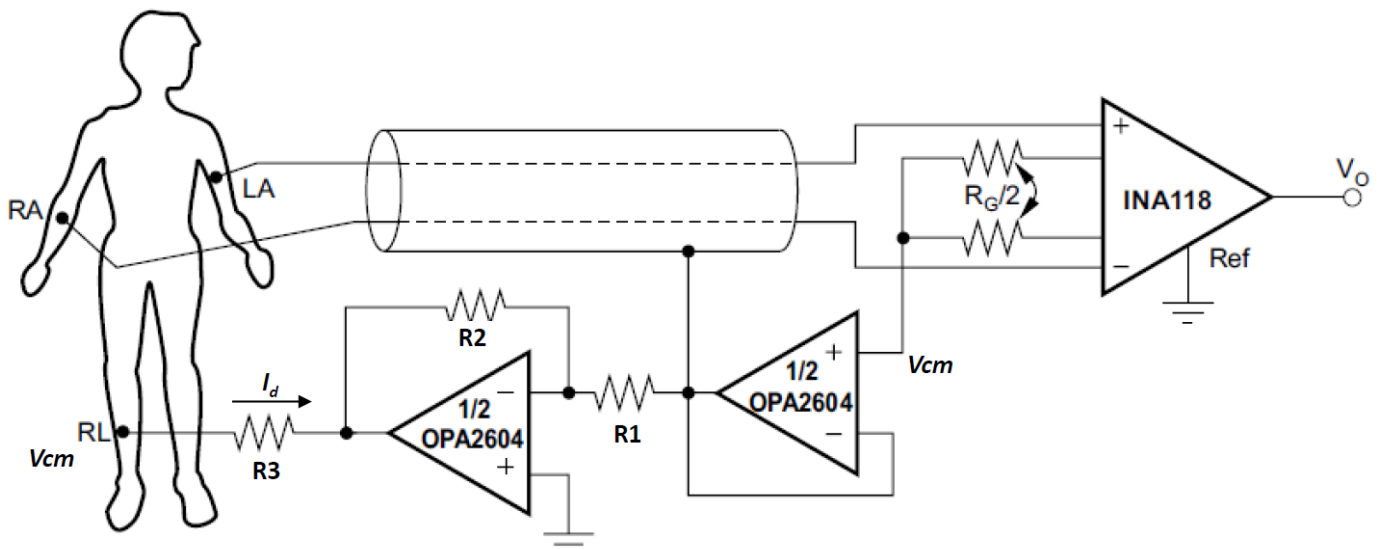 LA
RA
+
R_G/2
INA118
V_O
−
Ref
R2
1/2
OPA2604
+
−
Vcm
I_d
−
1/2
OPA2604
+
R1
RL
Vcm
R3